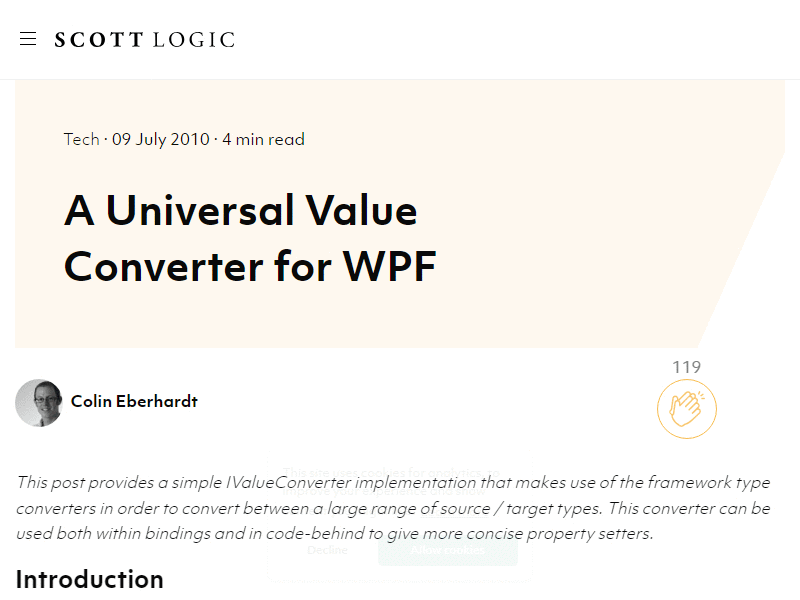 SCOTT LOGIC
Tech · 09 July 2010 · 4 min read
A Universal Value
Converter for WPF
119
Colin Eberhardt
This site uses cookies for analytics, to
This post provides a simple IValueConverter implementation that makes use of the framework type
improve your experience and show
converters in order to convert between a large range of source / target types. This converter can be
used both within bindings and in code-behind to give more concise property setters.
Decline
Allow cookies
Introduction